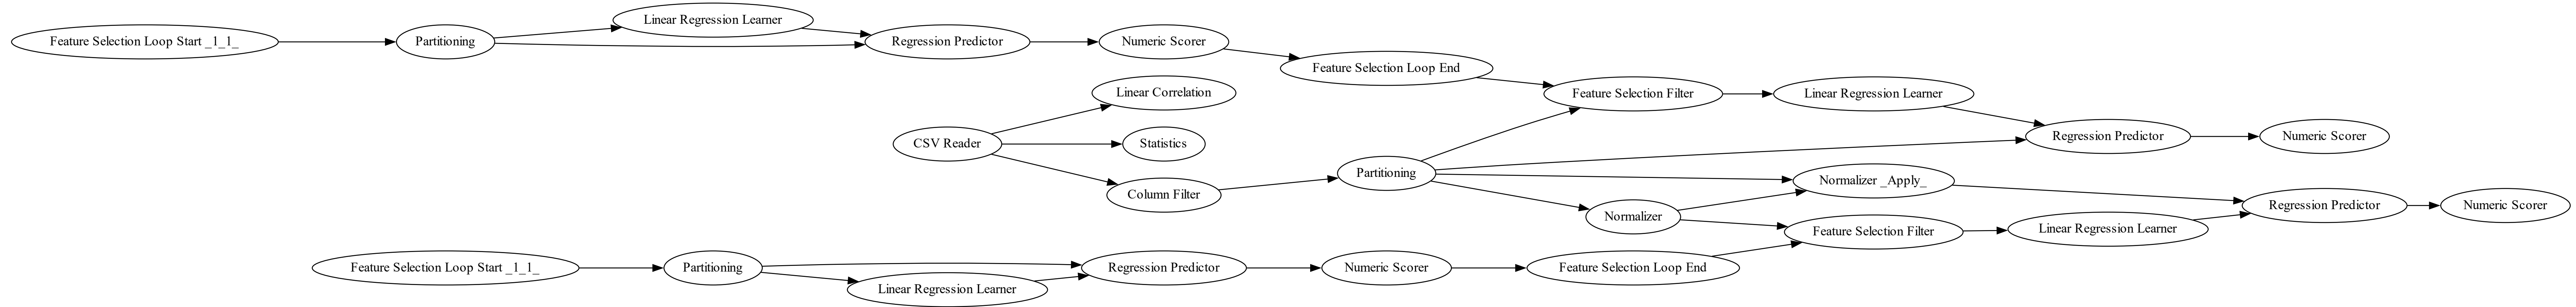 Linear Regression Learner
Feature Selection Loop Start _1_1_
Partitioning
Regression Predictor
Numeric Scorer
Feature Selection Loop End
Linear Correlation
Feature Selection Filter
Linear Regression Learner
CSV Reader
Statistics
Regression Predictor
Numeric Scorer
Partitioning
Normalizer _Apply_
Column Filter
Normalizer
Regression Predictor
Numeric Scorer
Feature Selection Filter
Linear Regression Learner
Feature Selection Loop Start _1_1_
Partitioning
Regression Predictor
Numeric Scorer
Feature Selection Loop End
Linear Regression Learner